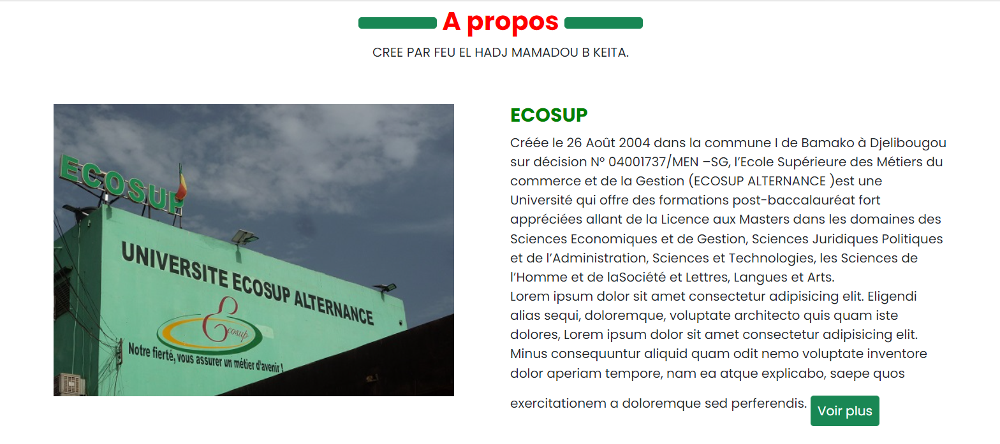 A propos
CREE PAR FEU EL HADJ MAMADOU B KEITA.
ECOSUP
UNIVERSITE ECOSUP ALTERNANCE
Ecosup
Notre fierté, vous assurer un métier d'avenir !
ECOSUP
Créée le 26 Août 2004 dans la commune I de Bamako à Djelibougou
sur décision N° 04001737/MEN –SG, l’Ecole Supérieure des Métiers du
commerce et de la Gestion (ECOSUP ALTERNANCE )est une
Université qui offre des formations post-baccalauréat fort
appréciées allant de la Licence aux Masters dans les domaines des
Sciences Economiques et de Gestion, Sciences Juridiques Politiques
et de l’Administration, Sciences et Technologies, les Sciences de
l’Homme et de laSociété et Lettres, Langues et Arts.
Lorem ipsum dolor sit amet consectetur adipisicing elit. Eligendi
alias sequi, doloremque, voluptate architecto quis quam iste
dolores, Lorem ipsum dolor sit amet consectetur adipisicing elit.
Minus consequuntur aliquid quam odit nemo voluptate inventore
dolor aperiam tempore, nam ea atque explicabo, saepe quos
exercitationem a doloremque sed perferendis. Voir plus